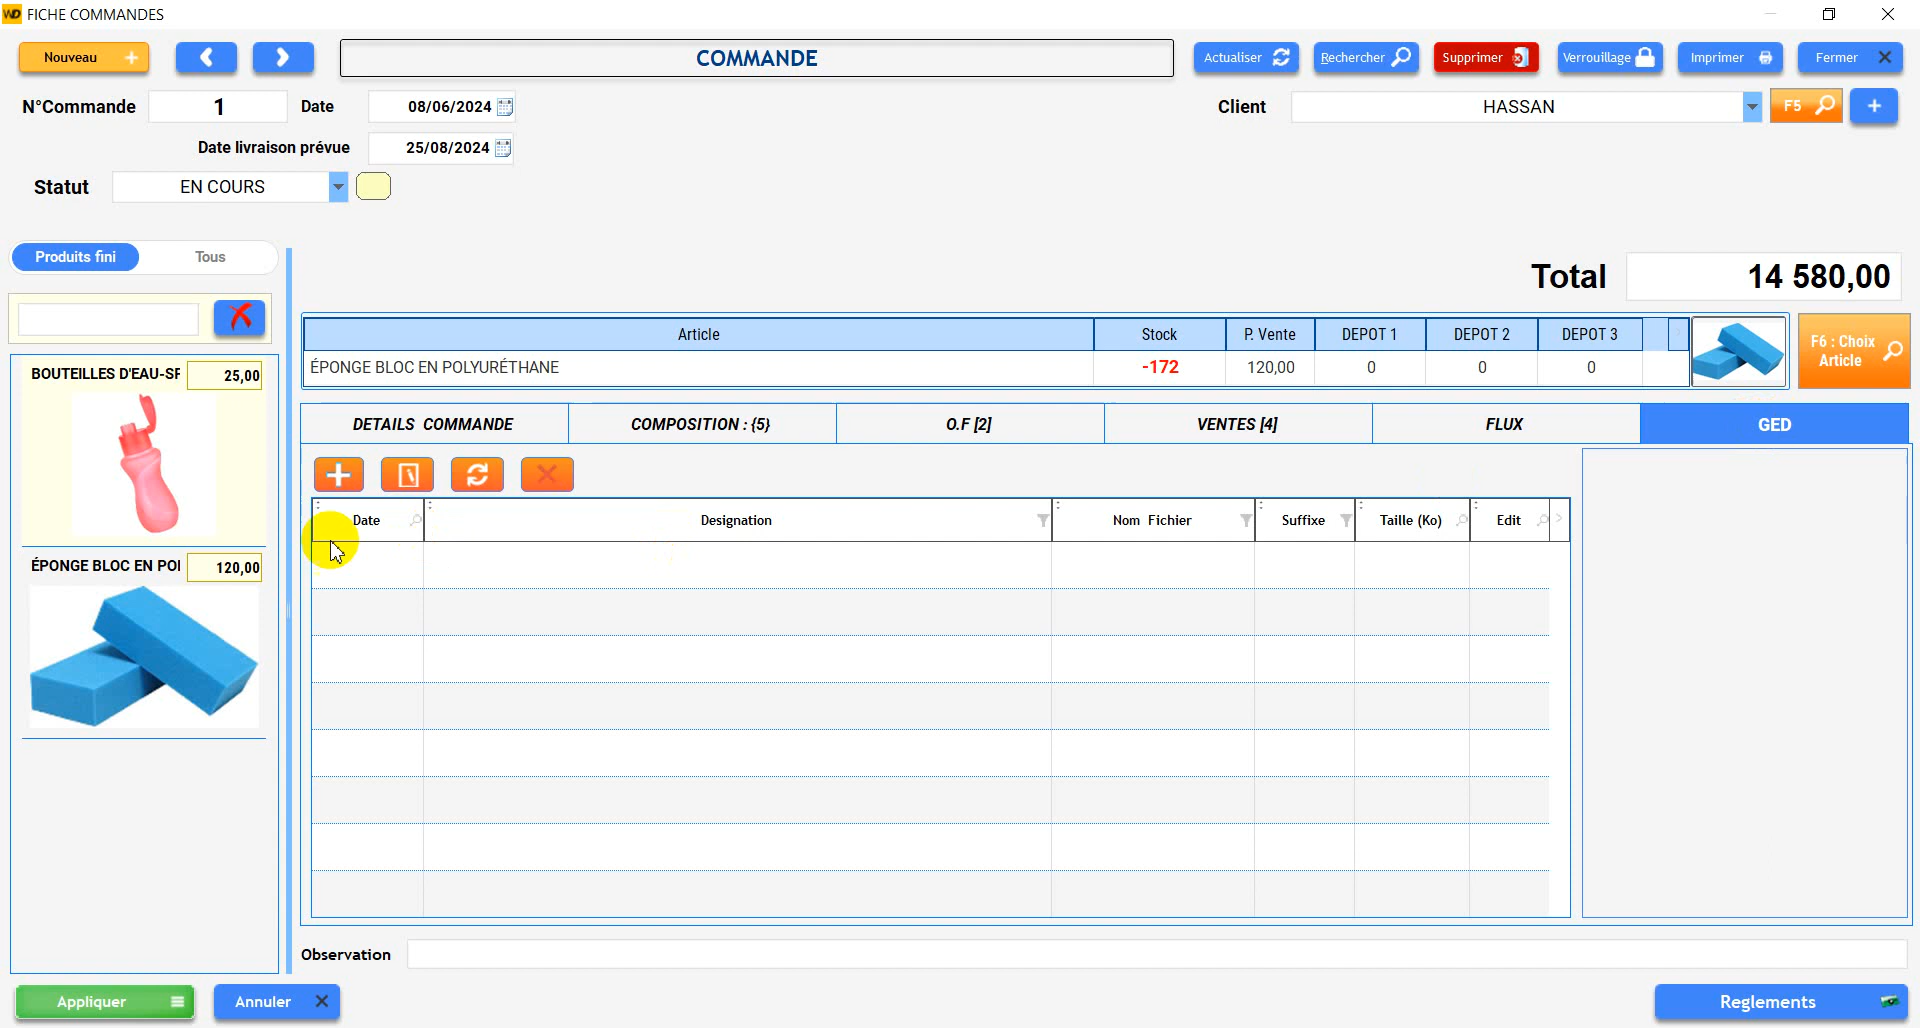 WD FICHE COMMANDES
Nouveau
COMMANDE
Actualiser
Rechercher
Supprimer
Verrouillage
Imprimer
Fermer
N°Commande 1 Date 08/06/2024
Client HASSAN F5
Date livraison prévue 25/08/2024
Statut EN COURS
Produits fini Tous
Total 14 580,00
Article Stock P. Vente DEPOT 1 DEPOT 2 DEPOT 3
ÉPONGE BLOC EN POLYURÉTHANE -172 120,00 0 0 0
F6 : Choix
Article
BOUTEILLES D'EAU-SF 25,00
ÉPONGE BLOC EN POI 120,00
DETAILS COMMANDE COMPOSITION : {5} O.F [2] VENTES [4] FLUX GED
Date Designation Nom Fichier Suffixe Taille (Ko) Edit
Observation
Appliquer Annuler Reglements